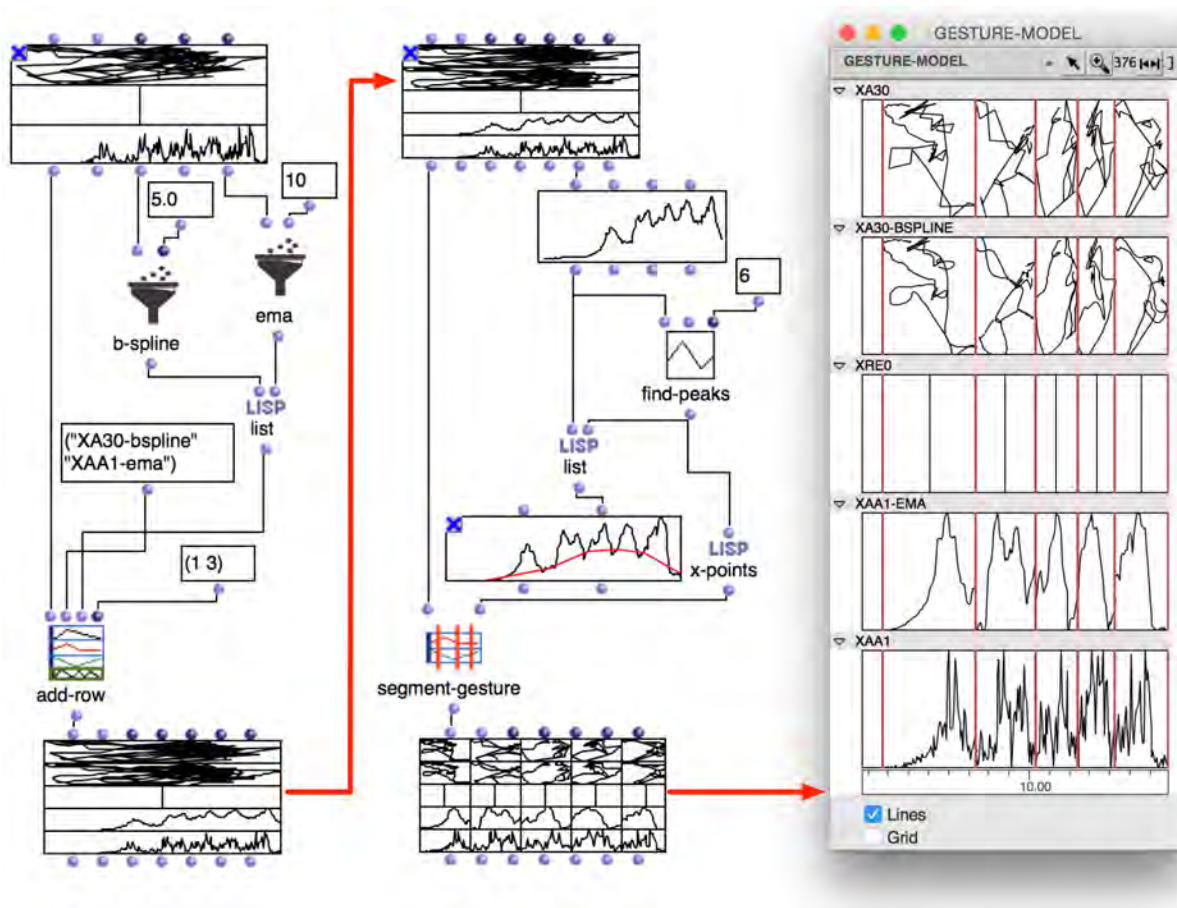 5.0
10
b-spline
ema
LISP
list
("XA30-bspline"
"XAA1-ema")
(1 3)
add-row
6
find-peaks
LISP
list
LISP
x-points
segment-gesture
GESTURE-MODEL
GESTURE-MODEL
376
XA30
XA30-BSPLINE
XRE0
XAA1-EMA
XAA1
10.00
Lines
Grid